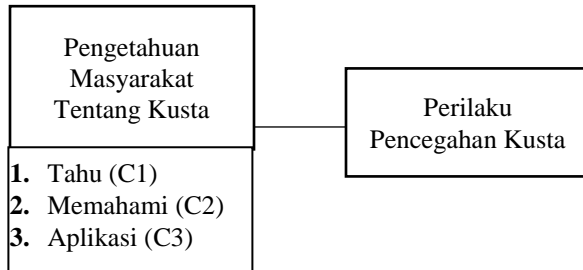 Pengetahuan
Masyarakat
Tentang Kusta
1. Tahu (C1)
2. Memahami (C2)
3. Aplikasi (C3)
Perilaku
Pencegahan Kusta